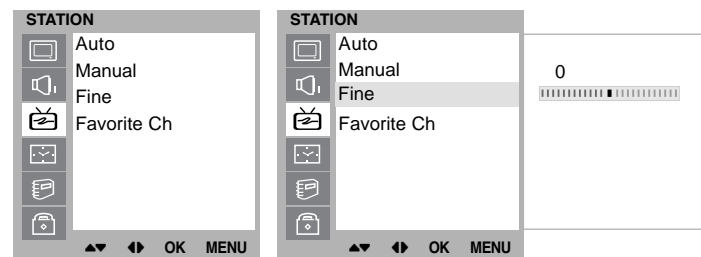 STATION
Auto
Manual
Fine
Favorite Ch
OK MENU
STATION
Auto
Manual
Fine
Favorite Ch
0
OK MENU